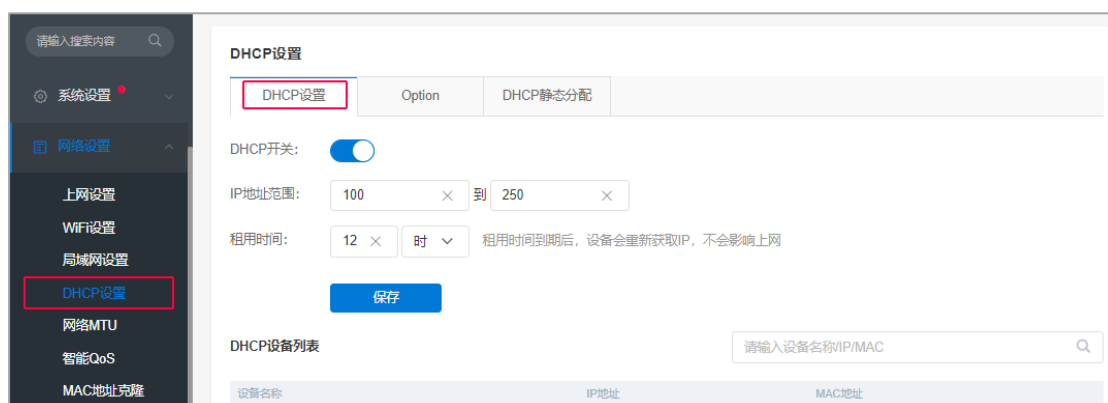 请输入搜索内容
系统设置
网络设置
上网设置
WiFi设置
局域网设置
DHCP设置
网络MTU
智能QoS
MAC地址克隆
DHCP设置
DHCP设置 Option DHCP静态分配
DHCP开关:
IP地址范围: 100 到 250
租用时间: 12 时 租用时间到期后，设备会重新获取IP，不会影响上网
保存
DHCP设备列表 请输入设备名称/IP/MAC
设备名称 IP地址 MAC地址